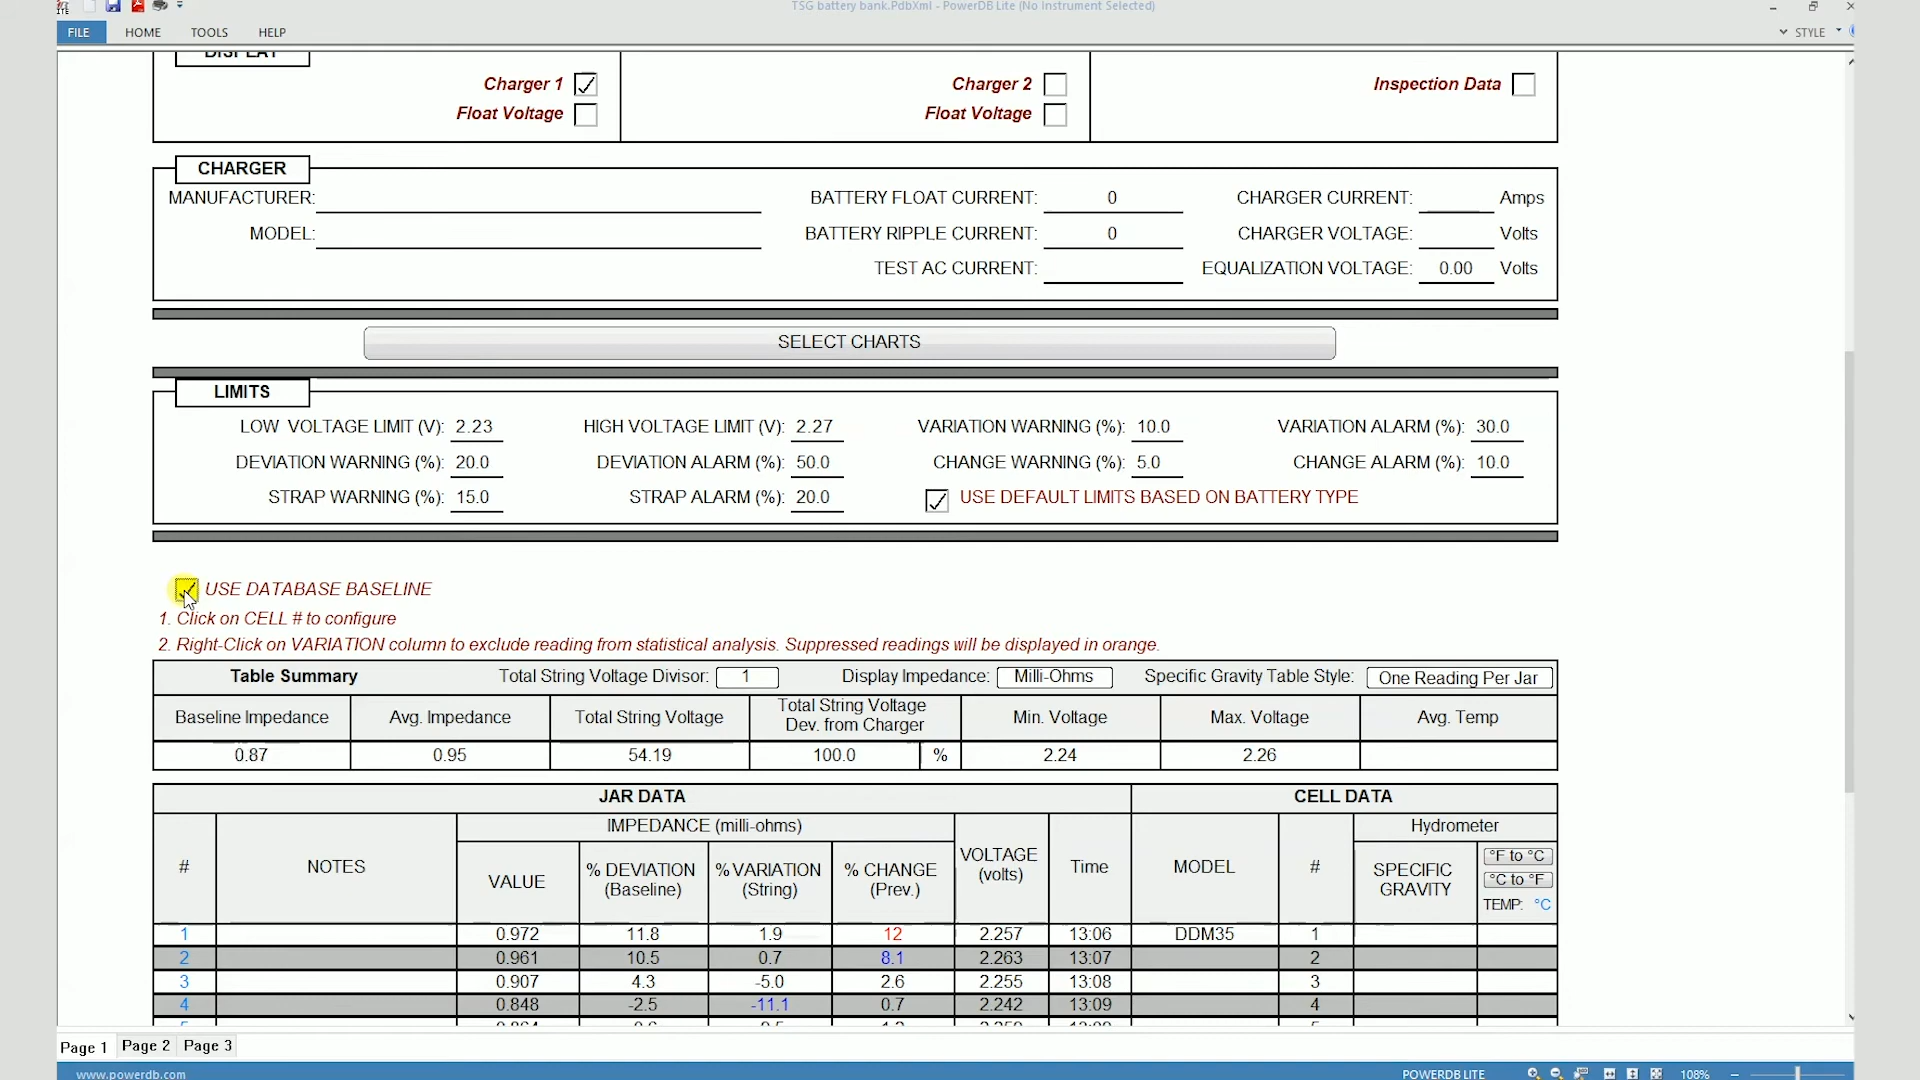 TSG battery bank.PdbXml - PowerDB Lite (No Instrument Selected)
FILE HOME TOOLS HELP STYLE
DISPLAY
Charger 1 Charger 2 Inspection Data
Float Voltage Float Voltage
CHARGER
MANUFACTURER: BATTERY FLOAT CURRENT: 0 CHARGER CURRENT: Amps
MODEL: BATTERY RIPPLE CURRENT: 0 CHARGER VOLTAGE: Volts
TEST AC CURRENT: EQUALIZATION VOLTAGE: 0.00 Volts
SELECT CHARTS
LIMITS
LOW VOLTAGE LIMIT (V): 2.23 HIGH VOLTAGE LIMIT (V): 2.27 VARIATION WARNING (%): 10.0 VARIATION ALARM (%): 30.0
DEVIATION WARNING (%): 20.0 DEVIATION ALARM (%): 50.0 CHANGE WARNING (%): 5.0 CHANGE ALARM (%): 10.0
STRAP WARNING (%): 15.0 STRAP ALARM (%): 20.0 USE DEFAULT LIMITS BASED ON BATTERY TYPE
USE DATABASE BASELINE
1. Click on CELL # to configure
2. Right-Click on VARIATION column to exclude reading from statistical analysis. Suppressed readings will be displayed in orange.
Table Summary Total String Voltage Divisor: 1 Display Impedance: Milli-Ohms Specific Gravity Table Style: One Reading Per Jar
Baseline Impedance Avg. Impedance Total String Voltage Total String Voltage Dev. from Charger Min. Voltage Max. Voltage Avg. Temp
0.87 0.95 54.19 100.0 % 2.24 2.26
JAR DATA CELL DATA
IMPEDANCE (milli-ohms) Hydrometer
# NOTES VALUE % DEVIATION (Baseline) % VARIATION (String) % CHANGE (Prev.) VOLTAGE (volts) Time MODEL # SPECIFIC GRAVITY °F to °C °C to °F TEMP: °C
1 0.972 11.8 1.9 12 2.257 13:06 DDM35 1
2 0.961 10.5 0.7 8.1 2.263 13:07 2
3 0.907 4.3 -5.0 2.6 2.255 13:08 3
4 0.848 -2.5 -11.1 0.7 2.242 13:09 4
Page 1 Page 2 Page 3
www.powerdb.com POWERDB LITE 108%